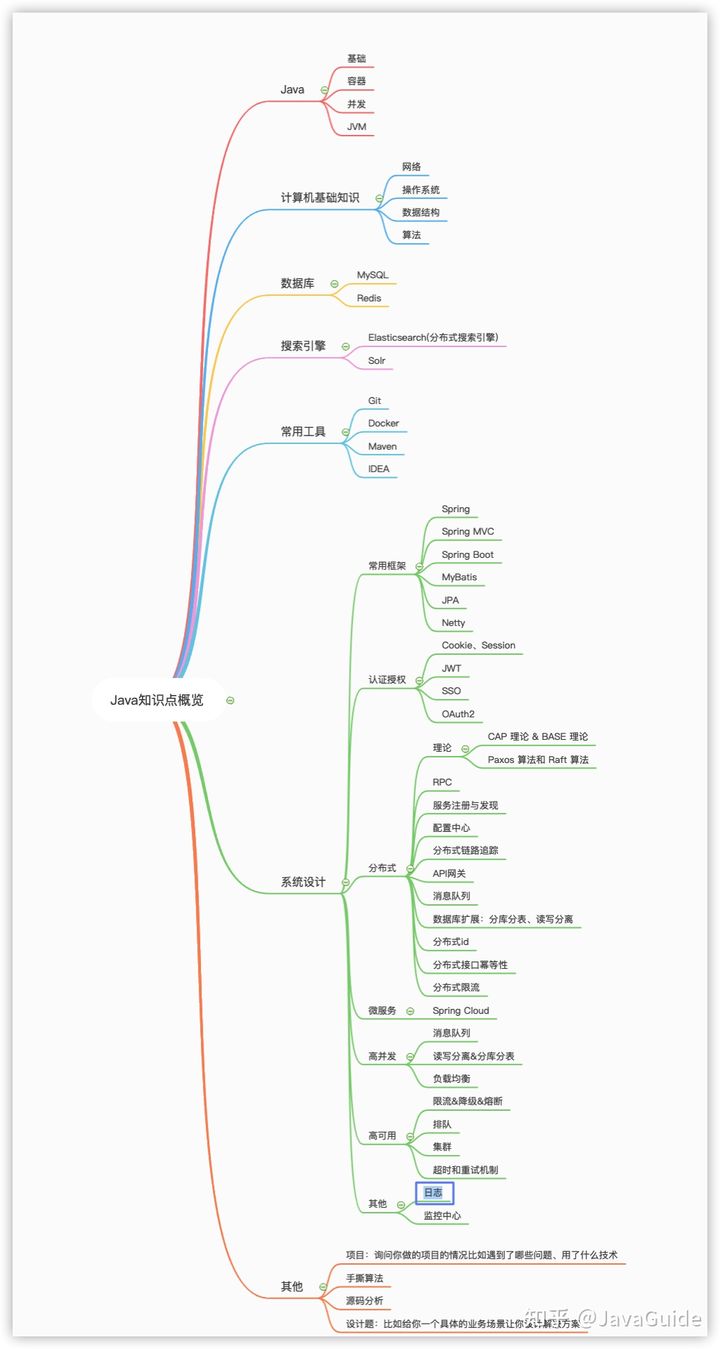 Java
基础
容器
并发
JVM
计算机基础知识
网络
操作系统
数据结构
算法
数据库
MySQL
Redis
搜索引擎
Elasticsearch(分布式搜索引擎)
Solr
常用工具
Git
Docker
Maven
IDEA
Java知识点概览
系统设计
常用框架
Spring
Spring MVC
Spring Boot
MyBatis
JPA
Netty
认证授权
Cookie、Session
JWT
SSO
OAuth2
分布式
理论
CAP 理论 & BASE 理论
Paxos 算法和 Raft 算法
RPC
服务注册与发现
配置中心
分布式链路追踪
API网关
消息队列
数据库扩展：分库分表、读写分离
分布式id
分布式接口幂等性
分布式限流
微服务
Spring Cloud
高并发
消息队列
读写分离&分库分表
负载均衡
高可用
限流&降级&熔断
排队
集群
超时和重试机制
其他
日志
监控中心
其他
项目：询问你做的项目的情况比如遇到了哪些问题、用了什么技术
手撕算法
源码分析
设计题：比如给你一个具体的业务场景让你设计解决方案
知乎 @JavaGuide